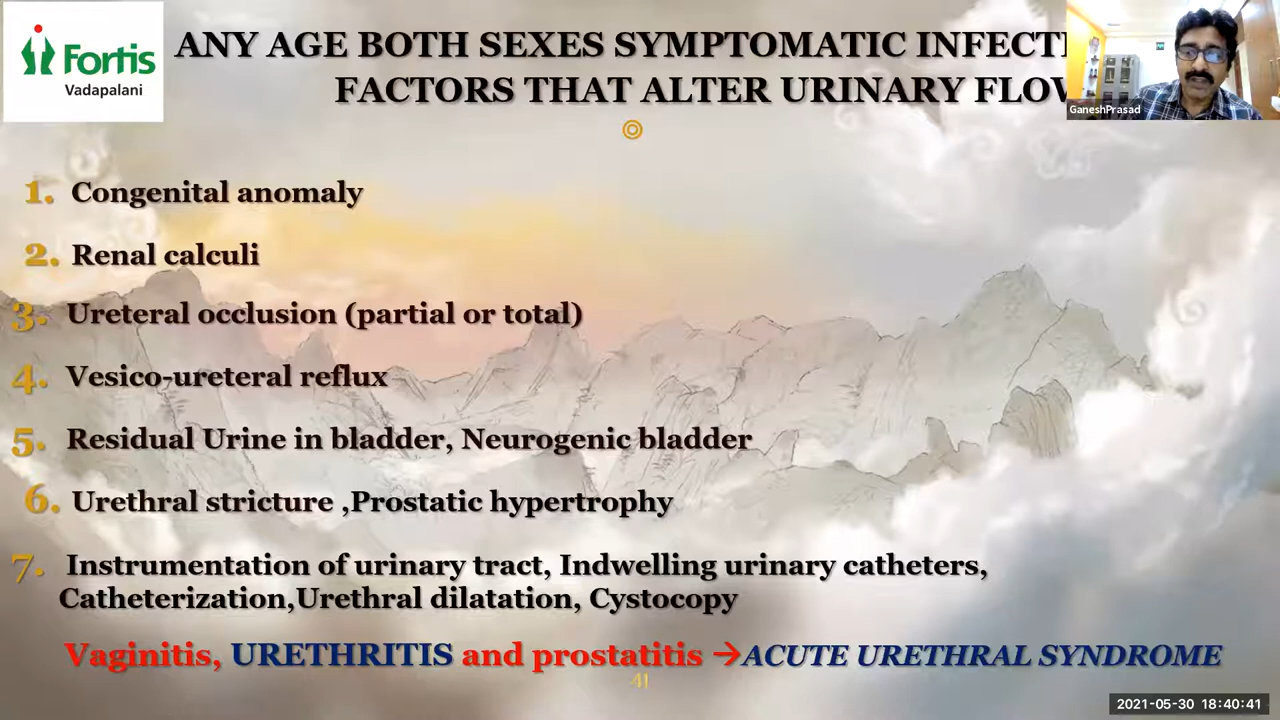 Fortis
Vadapalani
ANY AGE BOTH SEXES SYMPTOMATIC
FACTORS THAT ALTER URINARY
GaneshPrasad
1. Congenital anomaly
2. Renal calculi
3. Ureteral occlusion (partial or total)
4. Vesico-ureteral reflux
5. Residual Urine in bladder, Neurogenic bladder
6. Urethral stricture ,Prostatic hypertrophy
7. Instrumentation of urinary tract, Indwelling urinary catheters,
Catheterization,Urethral dilatation, Cystocopy
Vaginitis, URETHRITIS and prostatitis →ACUTE URETHRAL SYNDROME
41
2021-05-30 18:40:41